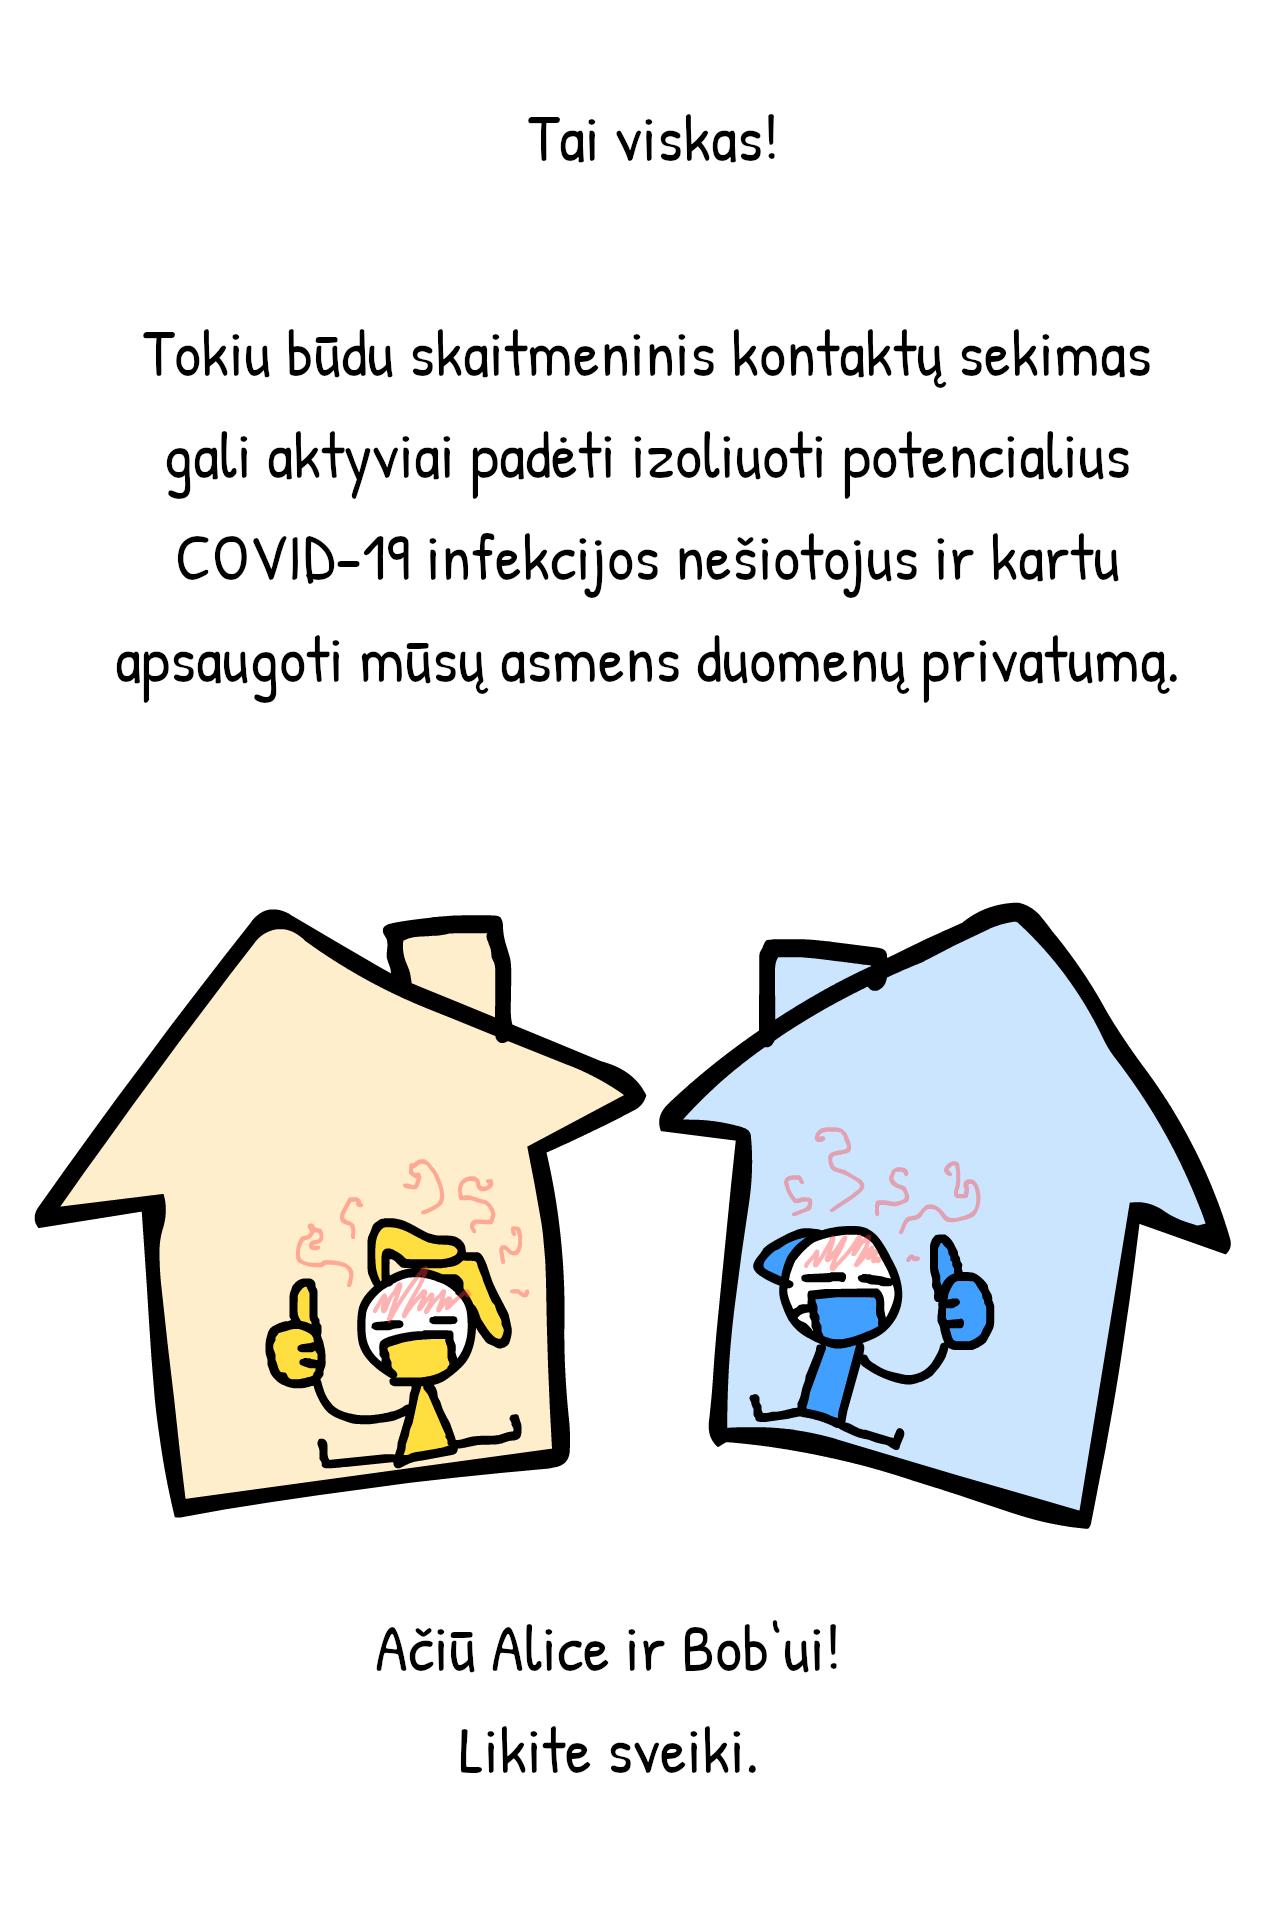 Tai viskas!
Tokiu būdu skaitmeninis kontaktų sekimas
gali aktyviai padėti izoliuoti potencialius
COVID-19 infekcijos nešiotojus ir kartu
apsaugoti mūsų asmens duomenų privatumą.
Ačiū Alice ir Bob‘ui!
Likite sveiki.